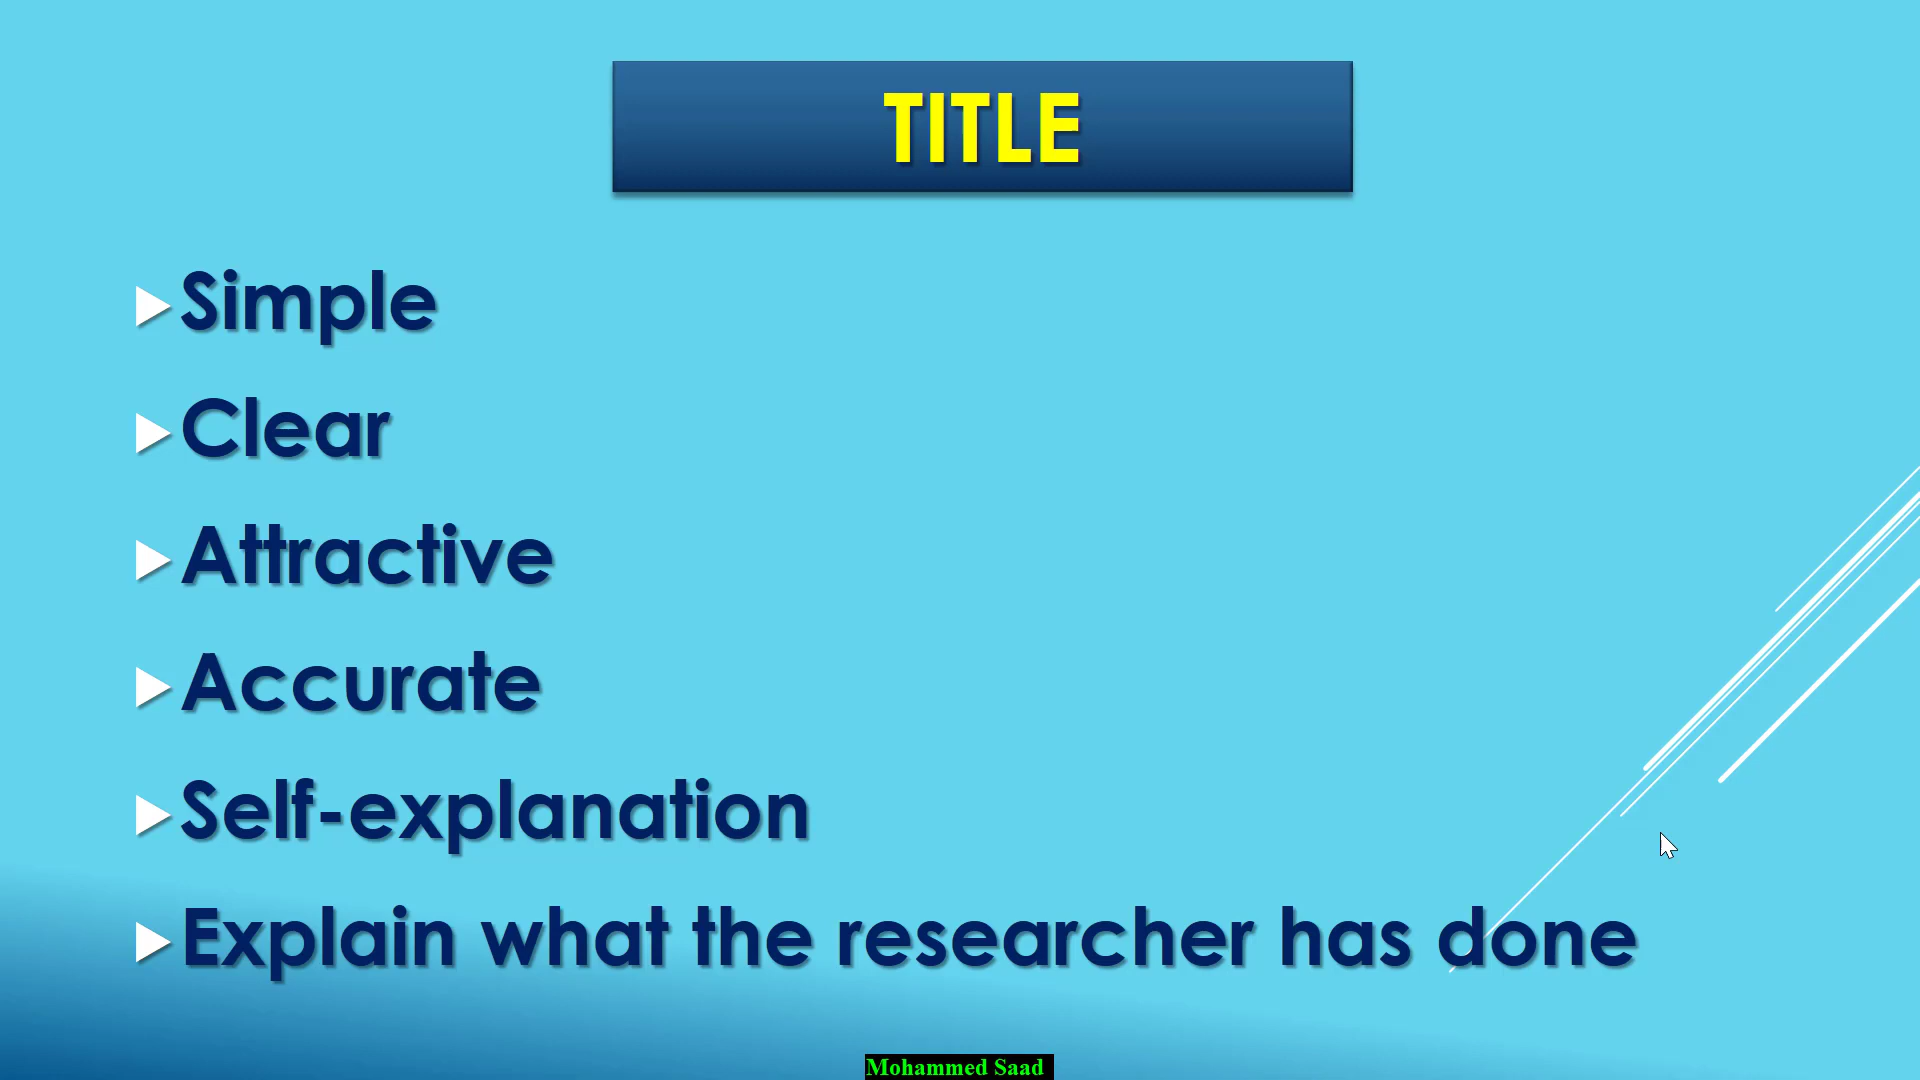 TITLE
Simple
Clear
Attractive
Accurate
Self-explanation
Explain what the researcher has done
Mohammed Saad